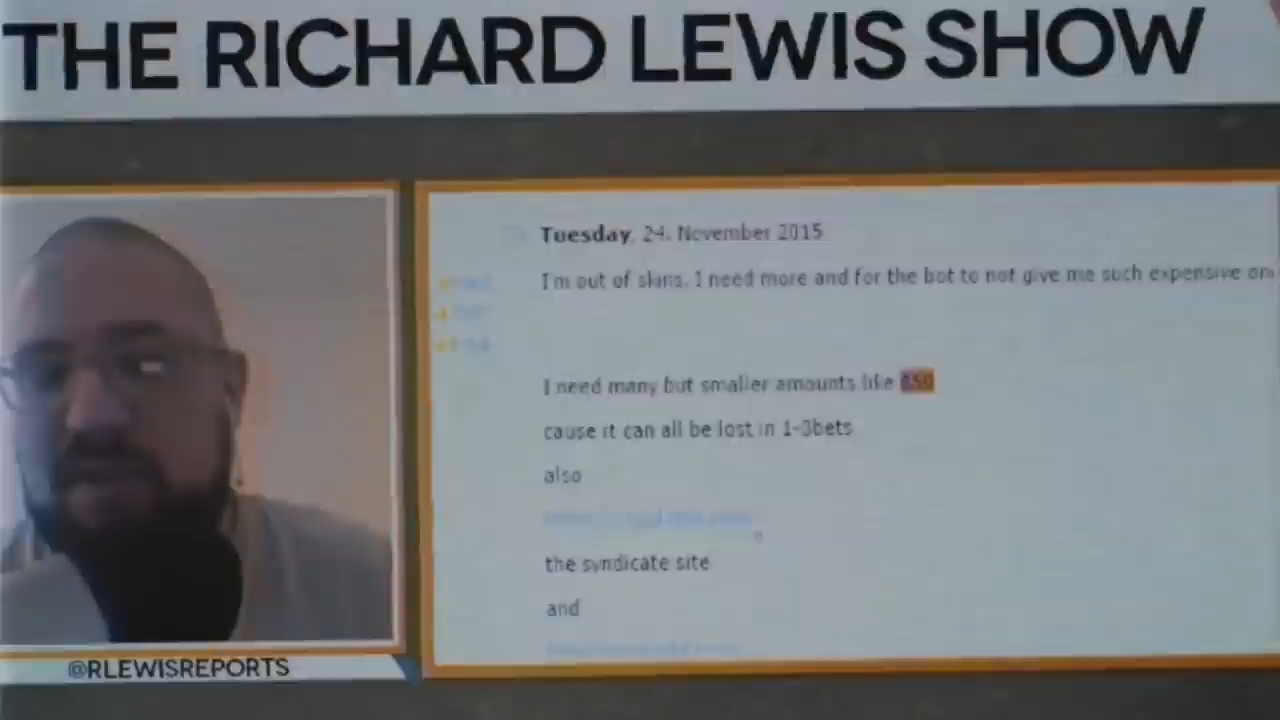 THE RICHARD LEWIS SHOW
Tuesday, 24. November 2015
I'm out of skins. I need more and for the bot to not give me such expensive
I need many but smaller amounts like
cause it can all be lost in 1-3bets
also
the syndicate site
and
@RLEWISREPORTS